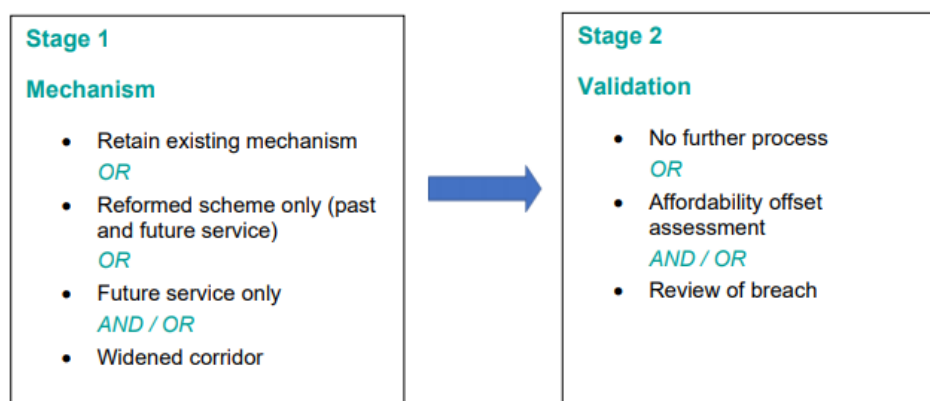 Stage 1
Mechanism
• Retain existing mechanism
OR
• Reformed scheme only (past
and future service)
OR
• Future service only
AND / OR
• Widened corridor
Stage 2
Validation
• No further process
OR
• Affordability offset
assessment
AND / OR
• Review of breach